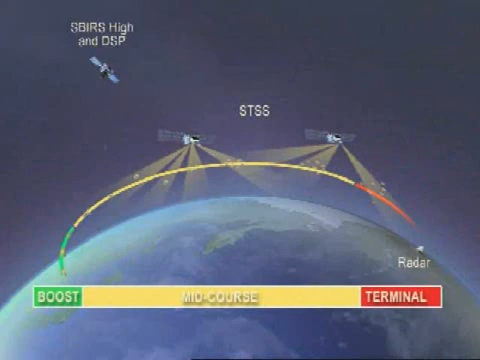 SBIRS High
and DSP
STSS
Radar
BOOST
MID-COURSE
TERMINAL